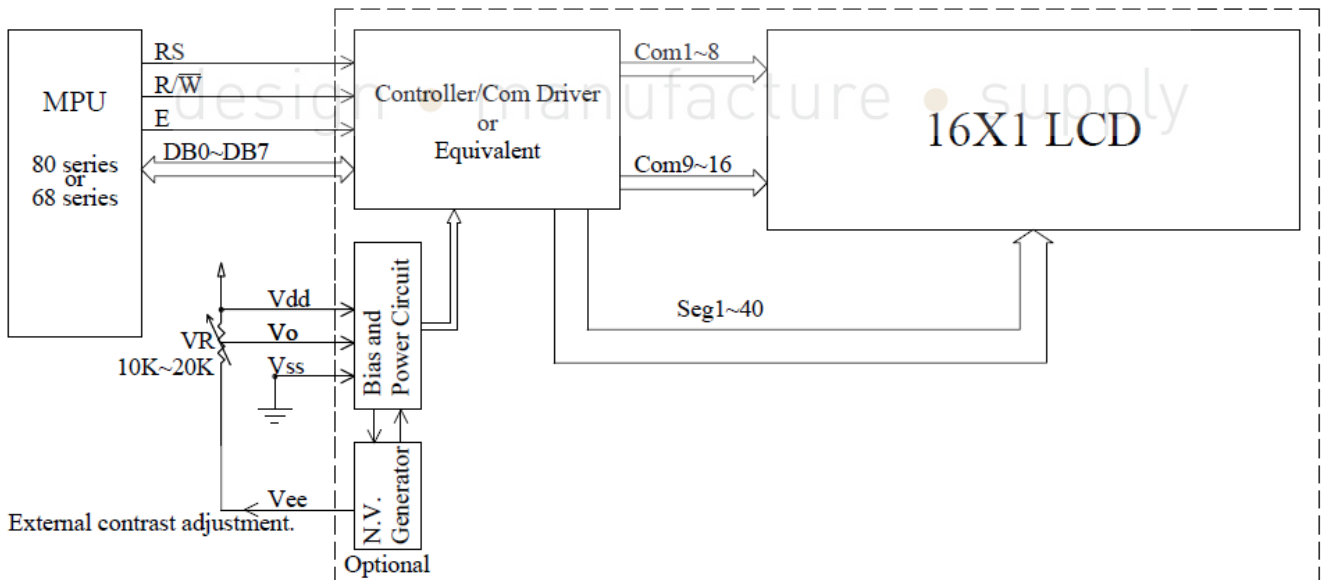 RS
R/W̅
E
DB0~DB7
MPU
80 series
or
68 series
Controller/Com Driver
or
Equivalent
Com1~8
Com9~16
16X1 LCD
design • manufacture • supply
Seg1~40
Vdd
Vo
Vss
VR
10K~20K
Bias and
Power Circuit
N.V.
Generator
Vee
External contrast adjustment.
Optional